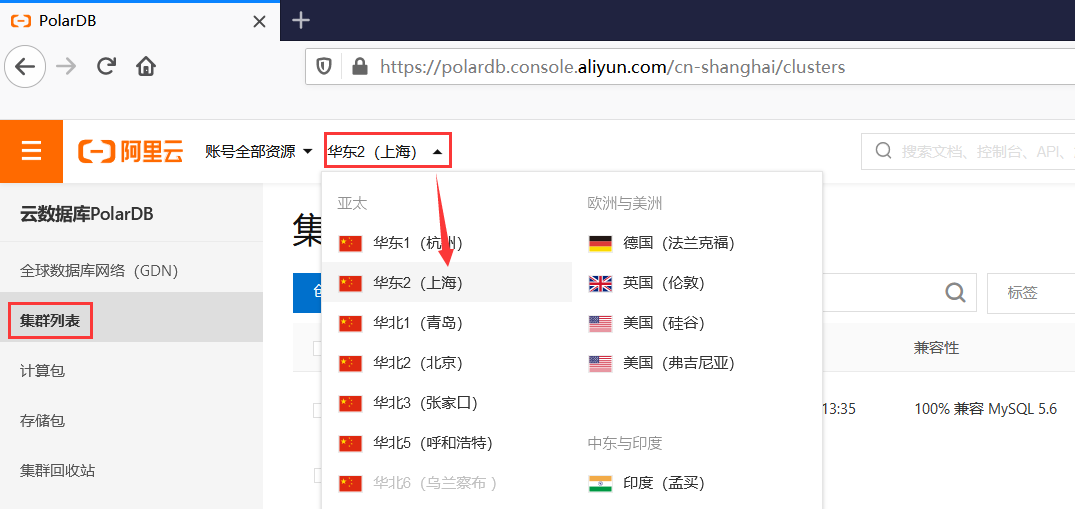 PolarDB
https://polardb.console.aliyun.com/cn-shanghai/clusters
阿里云
账号全部资源
华东2（上海）
搜索文档、控制台、API、
云数据库PolarDB
全球数据库网络（GDN）
集群列表
计算包
存储包
集群回收站
集
亚太
华东1（杭州）
华东2（上海）
华北1（青岛）
华北2（北京）
华北3（张家口）
华北5（呼和浩特）
华北6（乌兰察布 ）
欧洲与美洲
德国（法兰克福）
英国（伦敦）
美国（硅谷）
美国（弗吉尼亚）
中东与印度
印度（孟买）
标签
兼容性
13:35
100% 兼容 MySQL 5.6